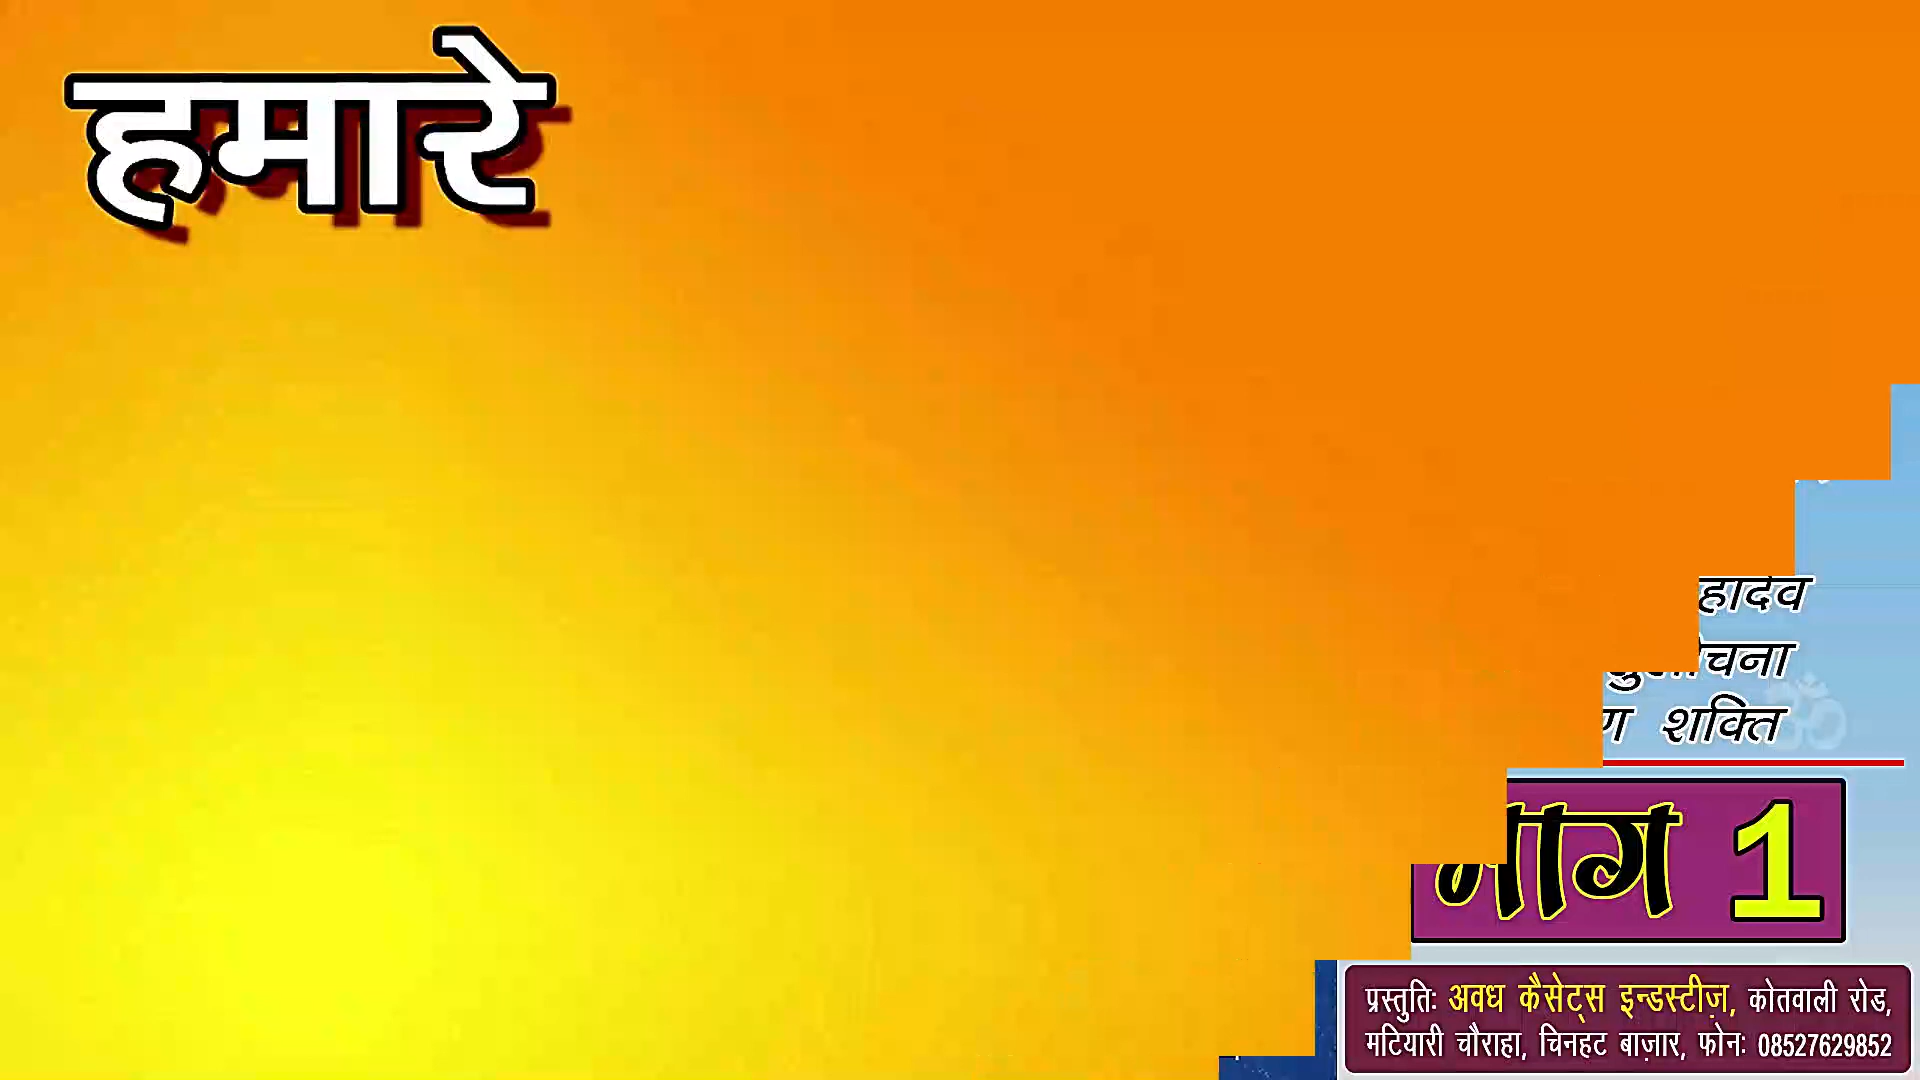 हमारे
शक्ति
भाग 1
प्रस्तुतिः अवध कैसेट्स इन्डस्टीज़, कोतवाली रोड,
मटियारी चौराहा, चिनहट बाज़ार, फोनः 08527629852